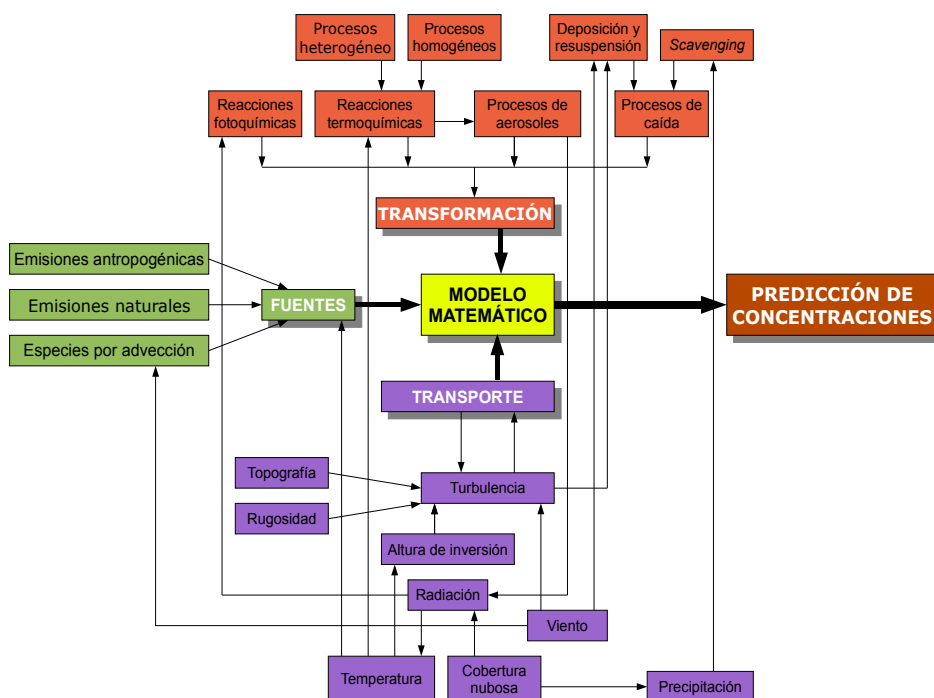 Procesos
heterogéneo
Procesos
homogéneos
Deposición y
resuspensión
Scavenging
Reacciones
fotoquímicas
Reacciones
termoquímicas
Procesos de
aerosoles
Procesos de
caída
TRANSFORMACIÓN
Emisiones antropogénicas
Emisiones naturales
Especies por advección
FUENTES
MODELO
MATEMÁTICO
PREDICCIÓN DE
CONCENTRACIONES
TRANSPORTE
Topografía
Turbulencia
Rugosidad
Altura de inversión
Radiación
Viento
Temperatura
Cobertura
nubosa
Precipitación